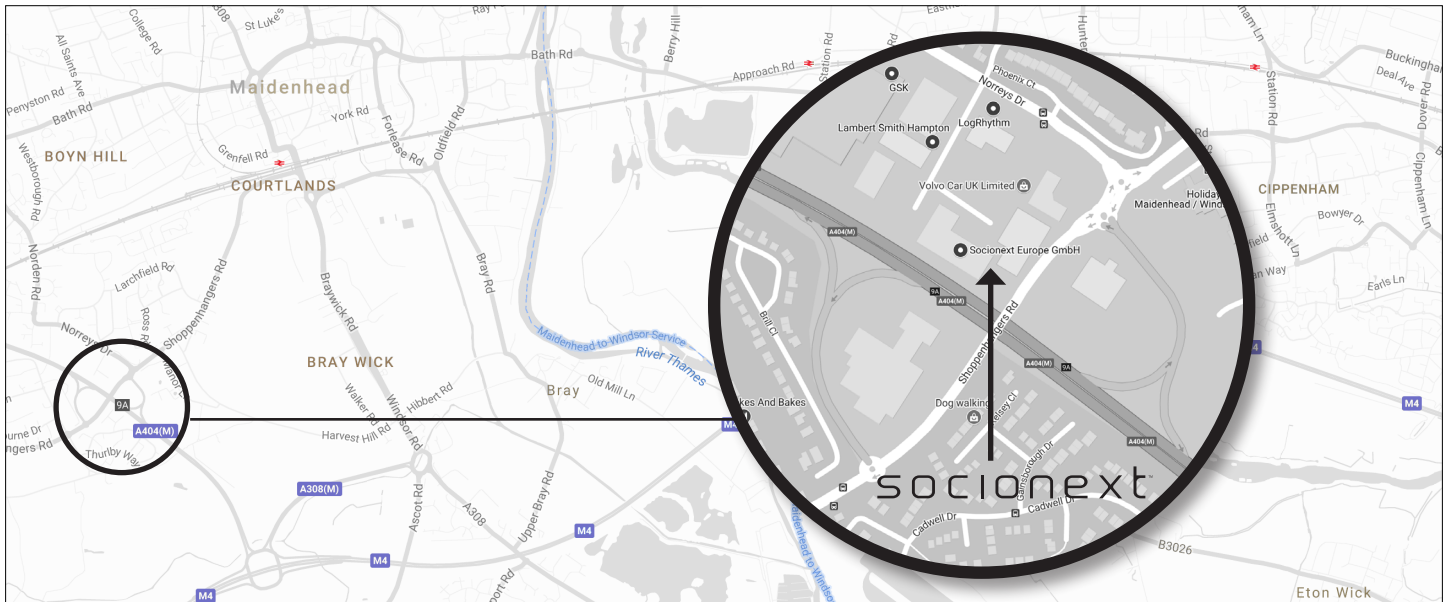 A308
St Luke's
College Rd
All Saints Ave
Maidenhead
Penyston Rd
Bath Rd
York Rd
Forlease Rd
Oldfield Rd
Grenfell Rd
Westborough Rd
BOYN HILL
COURTLANDS
Bath Rd
Berry Hill
Approach Rd
Station Rd
Hunter
Station Rd
Buckingham
Deal Ave
Dover Rd
Rd
CIPPENHAM
Cippenham Ln
Elmshott Ln
Bowyer Dr
Earls Ln
Norden Rd
Larchfield Rd
Shoppenhangers Rd
Braywick Rd
Bray Rd
Norreys Dr
BRAY WICK
Maidenhead to Windsor Service
River Thames
Bray
Old Mill Ln
Walker Rd
Windsor Rd
Hibbert Rd
Harvest Hill Rd
9A
A404(M)
Thurlby Way
A308(M)
Ascot Rd
A308
Upper Bray Rd
M4
M4
M4
M4
B3026
Eton Wick
GSK
Phoenix Ct
Norreys Dr
LogRhythm
Lambert Smith Hampton
Volvo Car UK Limited
Holiday
Maidenhead / Wind
A404(M)
Socionext Europe GmbH
9A
A404(M)
Brill Cl
Shoppenhangers Rd
A404(M)
9A
kes And Bakes
Dog walking
A404(M)
Gainsborough Dr
socionext
Cadwell Dr
Cadwell Dr